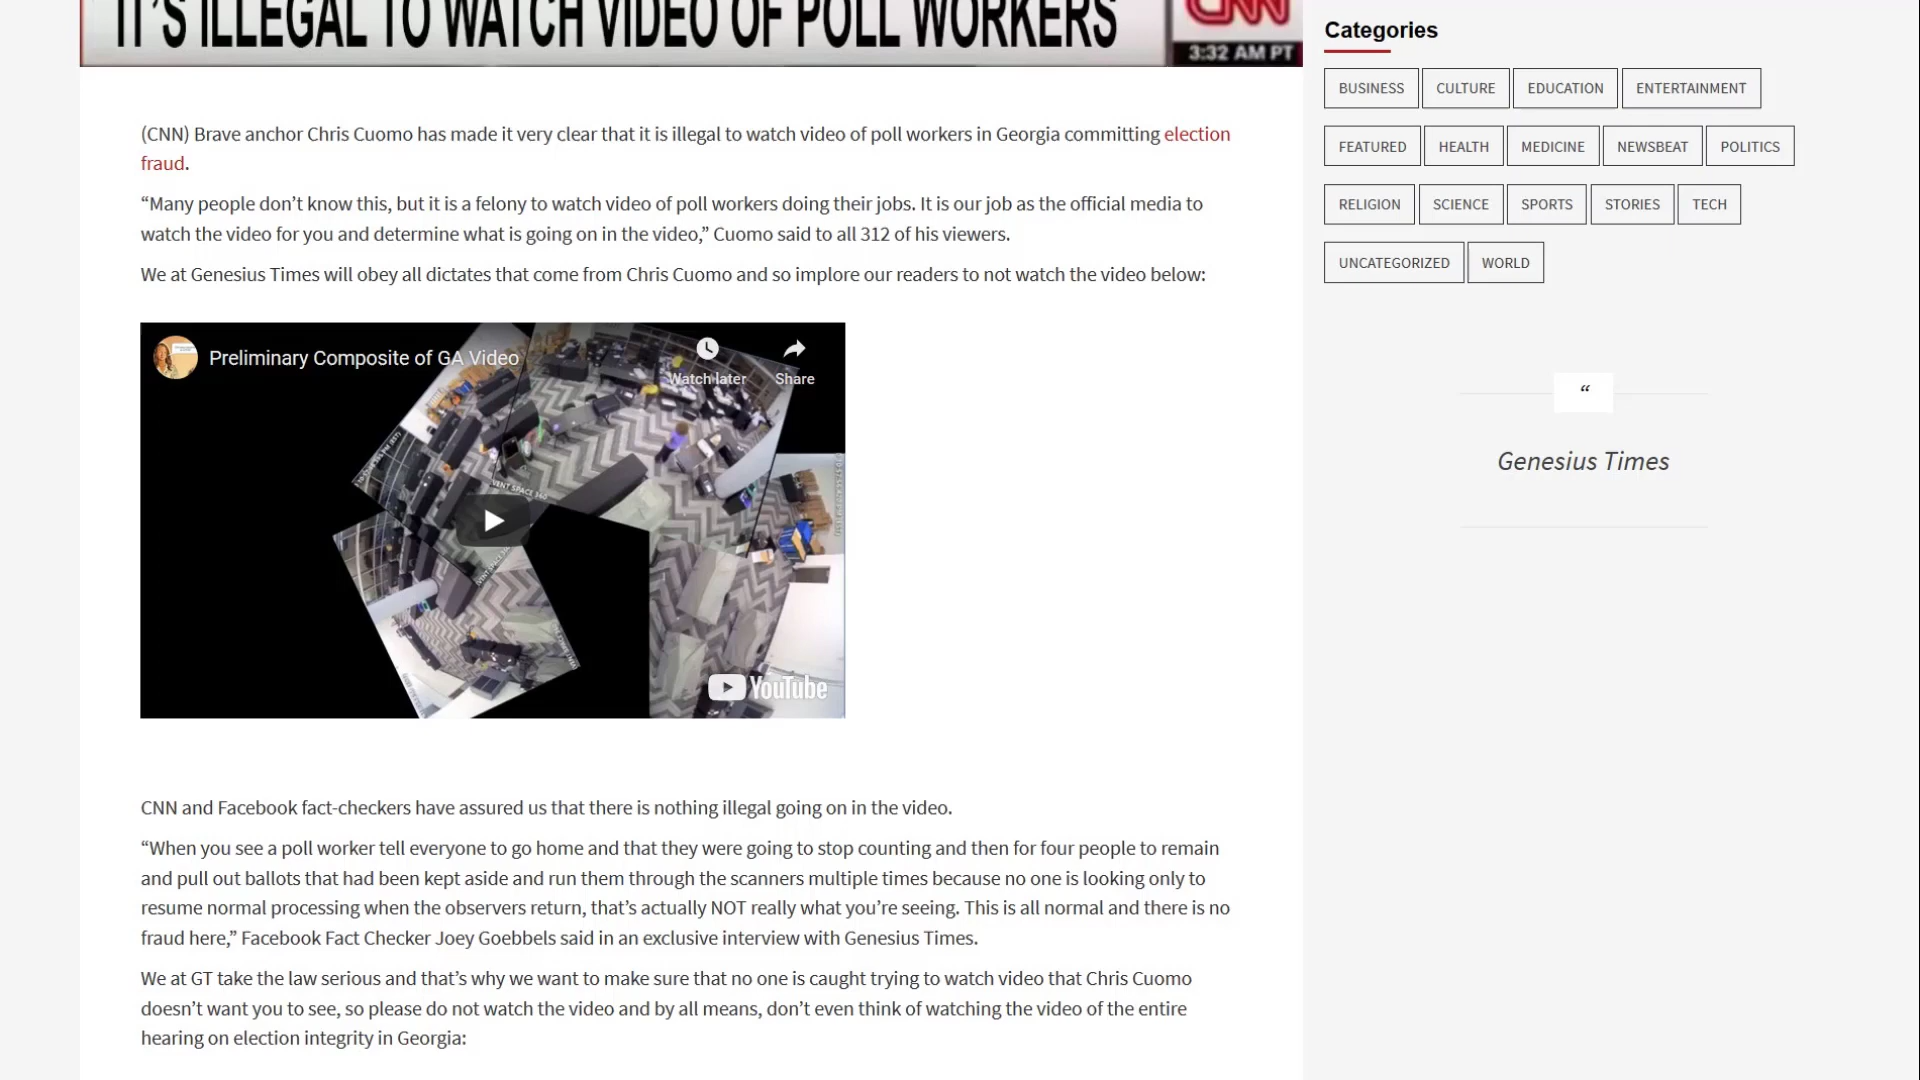 IT'S ILLEGAL TO WATCH VIDEO OF POLL WORKERS
CNN
3:32 AM PT
(CNN) Brave anchor Chris Cuomo has made it very clear that it is illegal to watch video of poll workers in Georgia committing election
fraud.
“Many people don’t know this, but it is a felony to watch video of poll workers doing their jobs. It is our job as the official media to
watch the video for you and determine what is going on in the video,” Cuomo said to all 312 of his viewers.
We at Genesius Times will obey all dictates that come from Chris Cuomo and so implore our readers to not watch the video below:
Preliminary Composite of GA Video
Watch later
Share
VENT SPACE 360
YouTube
CNN and Facebook fact-checkers have assured us that there is nothing illegal going on in the video.
“When you see a poll worker tell everyone to go home and that they were going to stop counting and then for four people to remain
and pull out ballots that had been kept aside and run them through the scanners multiple times because no one is looking only to
resume normal processing when the observers return, that’s actually NOT really what you’re seeing. This is all normal and there is no
fraud here,” Facebook Fact Checker Joey Goebbels said in an exclusive interview with Genesius Times.
We at GT take the law serious and that’s why we want to make sure that no one is caught trying to watch video that Chris Cuomo
doesn’t want you to see, so please do not watch the video and by all means, don’t even think of watching the video of the entire
hearing on election integrity in Georgia:
Categories
BUSINESS CULTURE EDUCATION ENTERTAINMENT
FEATURED HEALTH MEDICINE NEWSBEAT POLITICS
RELIGION SCIENCE SPORTS STORIES TECH
UNCATEGORIZED WORLD
“
Genesius Times